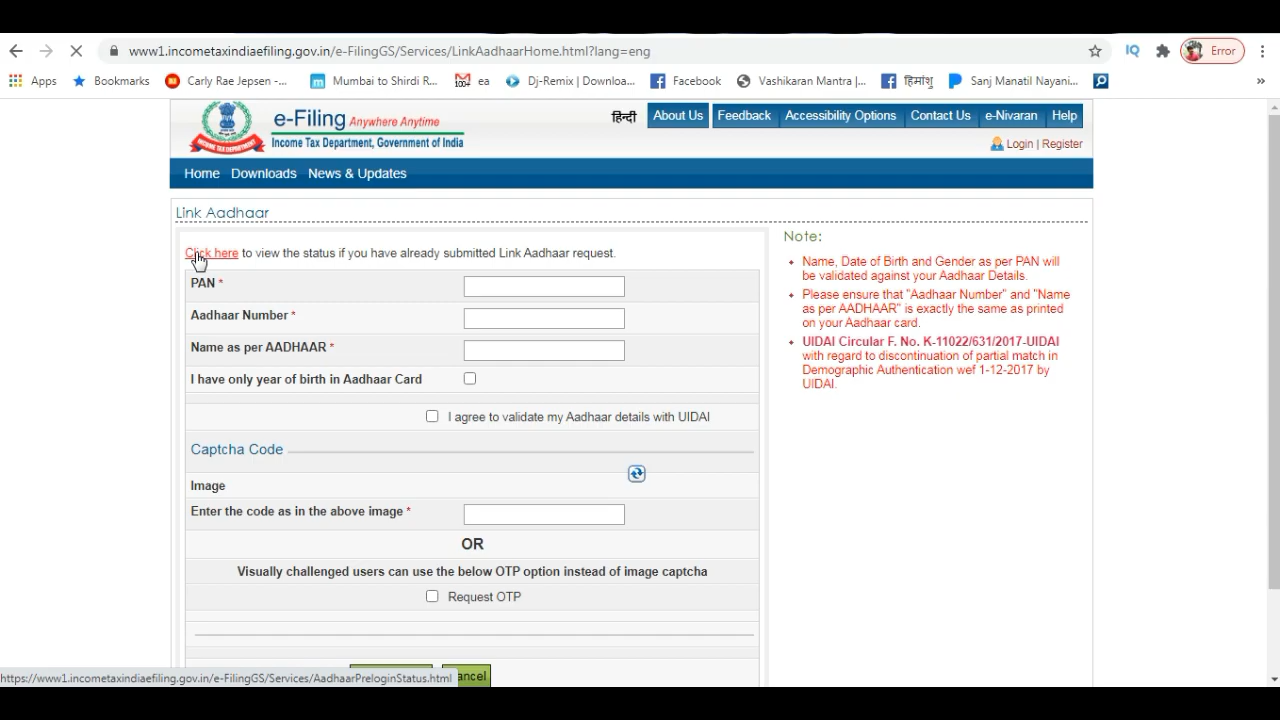 www1.incometaxindiaefiling.gov.in/e-FilingGS/Services/LinkAadhaarHome.html?lang=eng
IQ
Error
Apps
Bookmarks
Carly Rae Jepsen -...
Mumbai to Shirdi R...
100+
ea
Dj-Remix | Downloa...
Facebook
Vashikaran Mantra |...
हिमांशु
Sanj Manatil Nayani...
»
e-Filing Anywhere Anytime
Income Tax Department, Government of India
हिन्दी
About Us
Feedback
Accessibility Options
Contact Us
e-Nivaran
Help
Login | Register
Home
Downloads
News & Updates
Link Aadhaar
Click here to view the status if you have already submitted Link Aadhaar request.
PAN *
Aadhaar Number *
Name as per AADHAAR *
I have only year of birth in Aadhaar Card
I agree to validate my Aadhaar details with UIDAI
Captcha Code
Image
Enter the code as in the above image *
OR
Visually challenged users can use the below OTP option instead of image captcha
Request OTP
Note:
Name, Date of Birth and Gender as per PAN will
be validated against your Aadhaar Details.
Please ensure that "Aadhaar Number" and "Name
as per AADHAAR" is exactly the same as printed
on your Aadhaar card.
UIDAI Circular F. No. K-11022/631/2017-UIDAI
with regard to discontinuation of partial match in
Demographic Authentication wef 1-12-2017 by
UIDAI.
https://www1.incometaxindiaefiling.gov.in/e-FilingGS/Services/AadhaarPreloginStatus.html
ancel